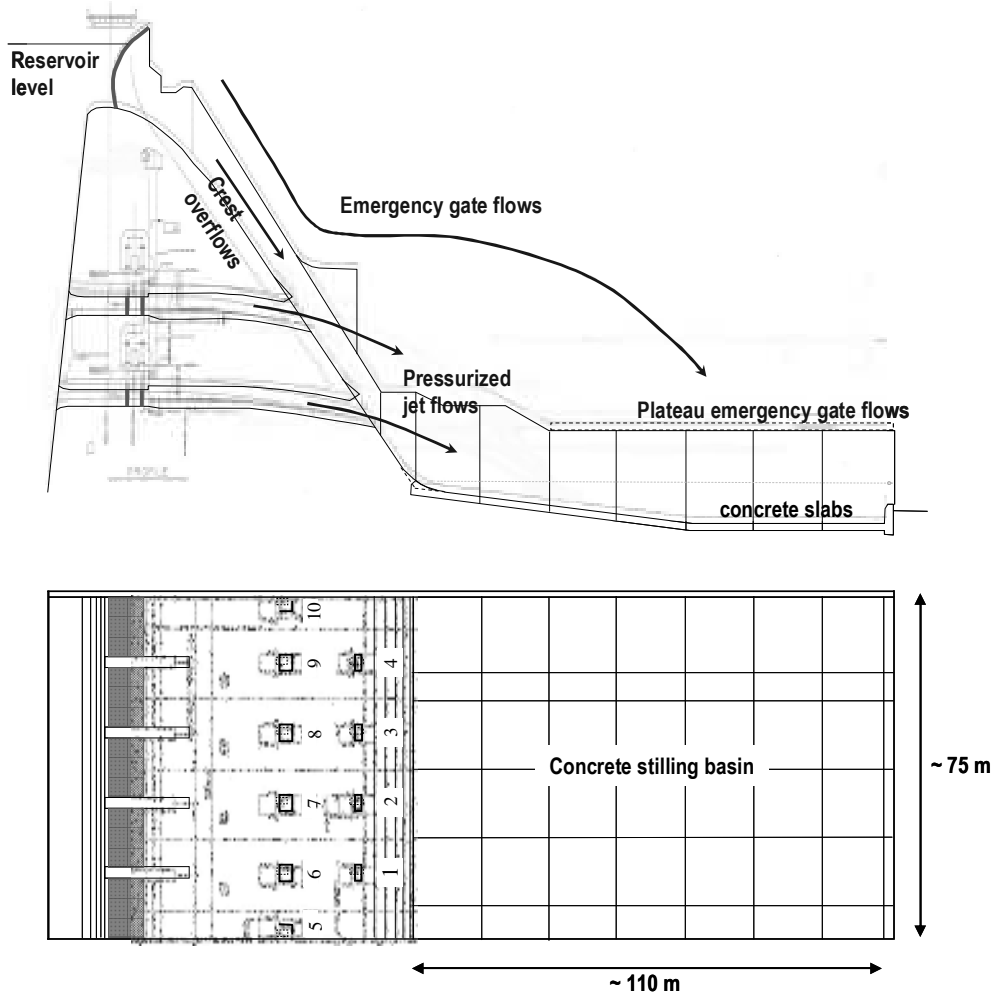 Reservoir
level
Crest
overflows
Emergency gate flows
Pressurized
jet flows
Plateau emergency gate flows
concrete slabs
PROFILE
10
9
4
8
3
7
2
6
1
5
Concrete stilling basin
~ 75 m
~ 110 m